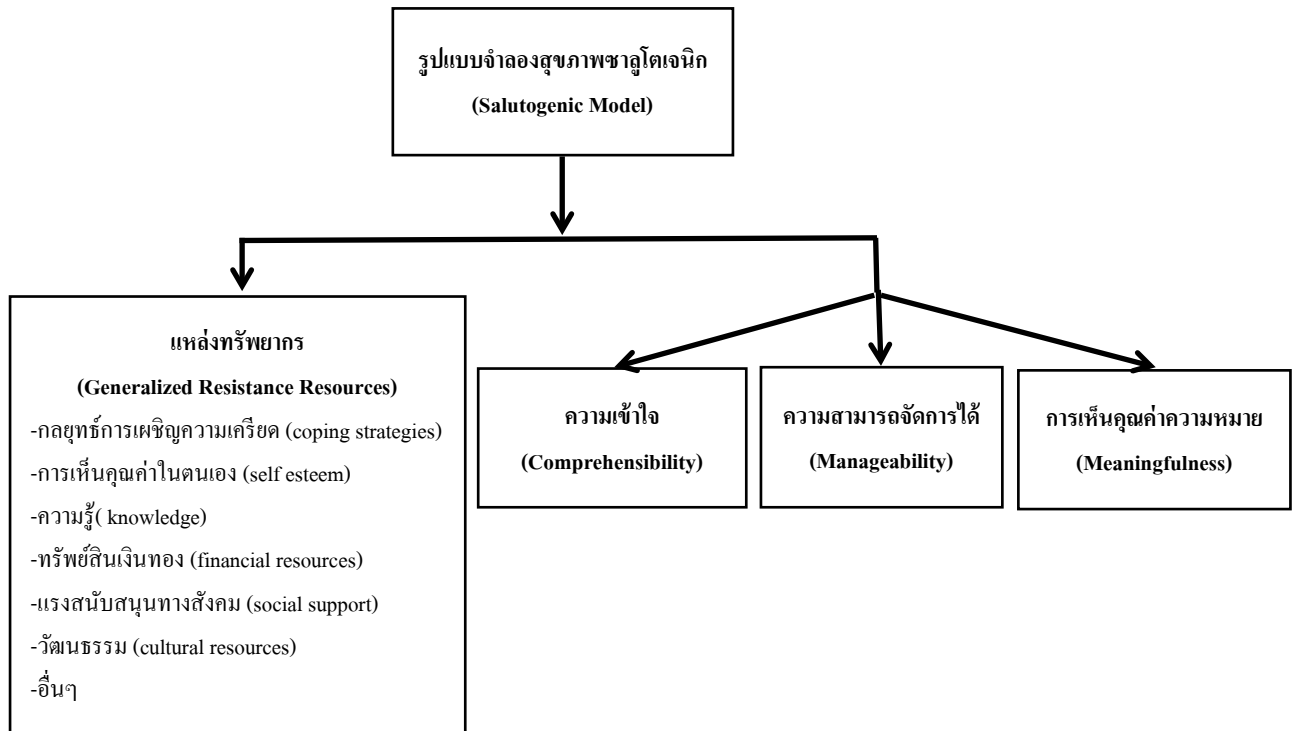 รูปแบบจำลองสุขภาพซาลูโตเจนิก
(Salutogenic Model)
แหล่งทรัพยากร
(Generalized Resistance Resources)
-กลยุทธ์การเผชิญความเครียด (coping strategies)
-การเห็นคุณค่าในตนเอง (self esteem)
-ความรู้( knowledge)
-ทรัพย์สินเงินทอง (financial resources)
-แรงสนับสนุนทางสังคม (social support)
-วัฒนธรรม (cultural resources)
-อื่นๆ
ความเข้าใจ
(Comprehensibility)
ความสามารถจัดการได้
(Manageability)
การเห็นคุณค่าความหมาย
(Meaningfulness)